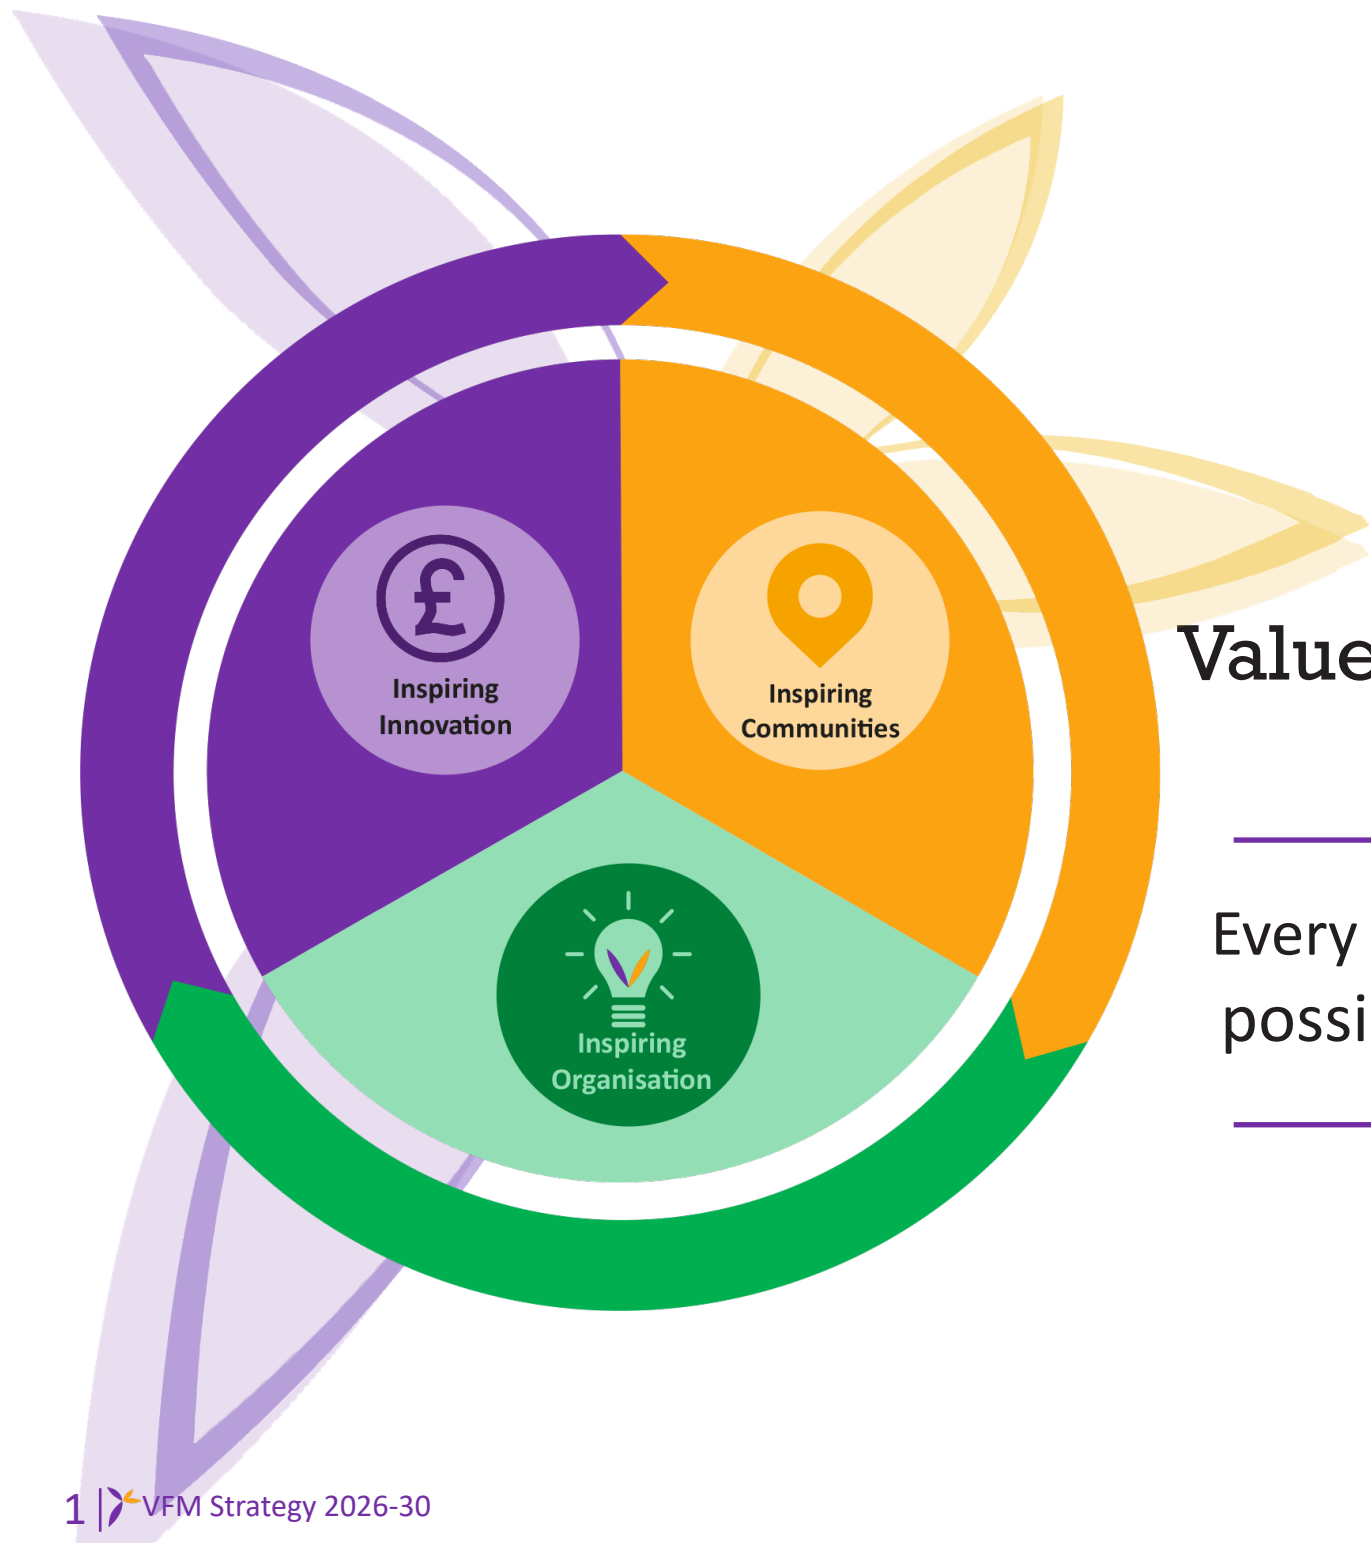 Inspiring
Innovation
Inspiring
Communities
Inspiring
Organisation
Value
Every
possi
1 VFM Strategy 2026-30